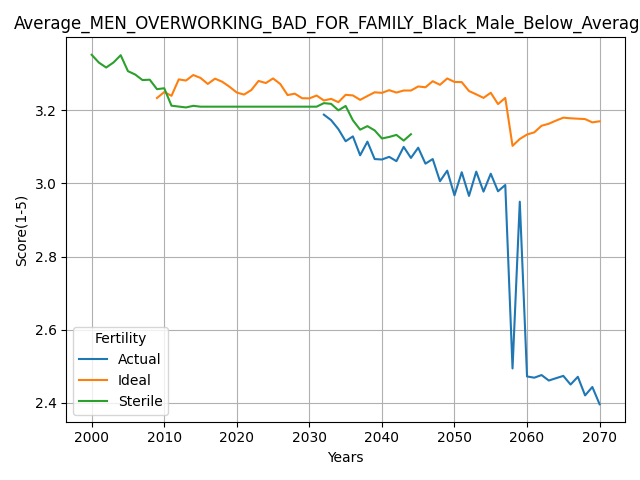 Average_MEN_OVERWORKING_BAD_FOR_FAMILY_Black_Male_Below_Averag
Score(1-5)
3.2
3.0
2.8
2.6
2.4
Fertility
Actual
Ideal
Sterile
2000 2010 2020 2030 2040 2050 2060 2070
Years